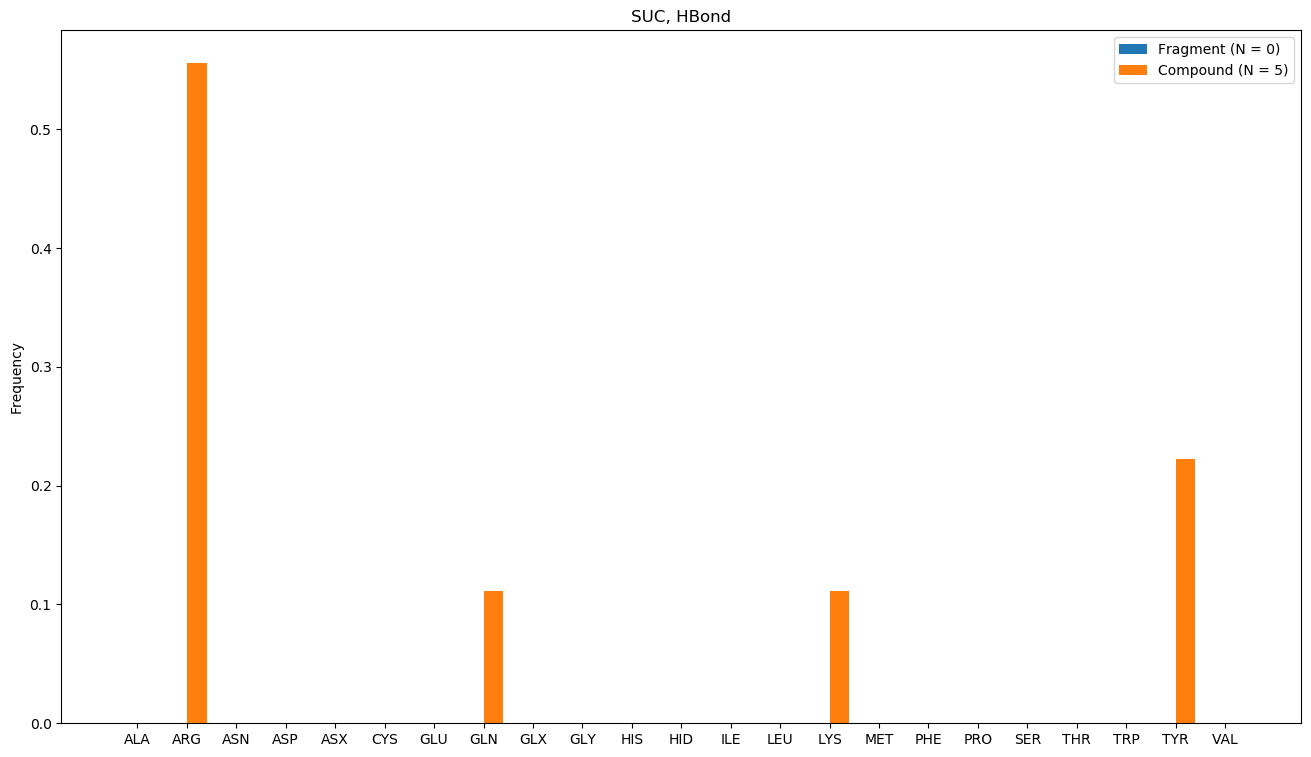 SUC, HBond
Fragment (N = 0)
Compound (N = 5)
Frequency
0.5
0.4
0.3
0.2
0.1
0.0
ALA ARG ASN ASP ASX CYS GLU GLN GLX GLY HIS HID ILE LEU LYS MET PHE PRO SER THR TRP TYR VAL